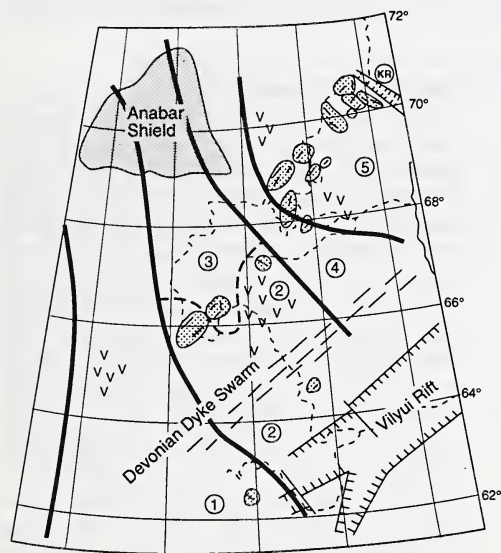 72°
KR
70°
Anabar
Shield
5
68°
3
4
2
66°
v v v v v v v v v v v v v v v v v v v v v v v
Devonian Dyke Swarm
64°
Vilyui Rift
2
62°
1